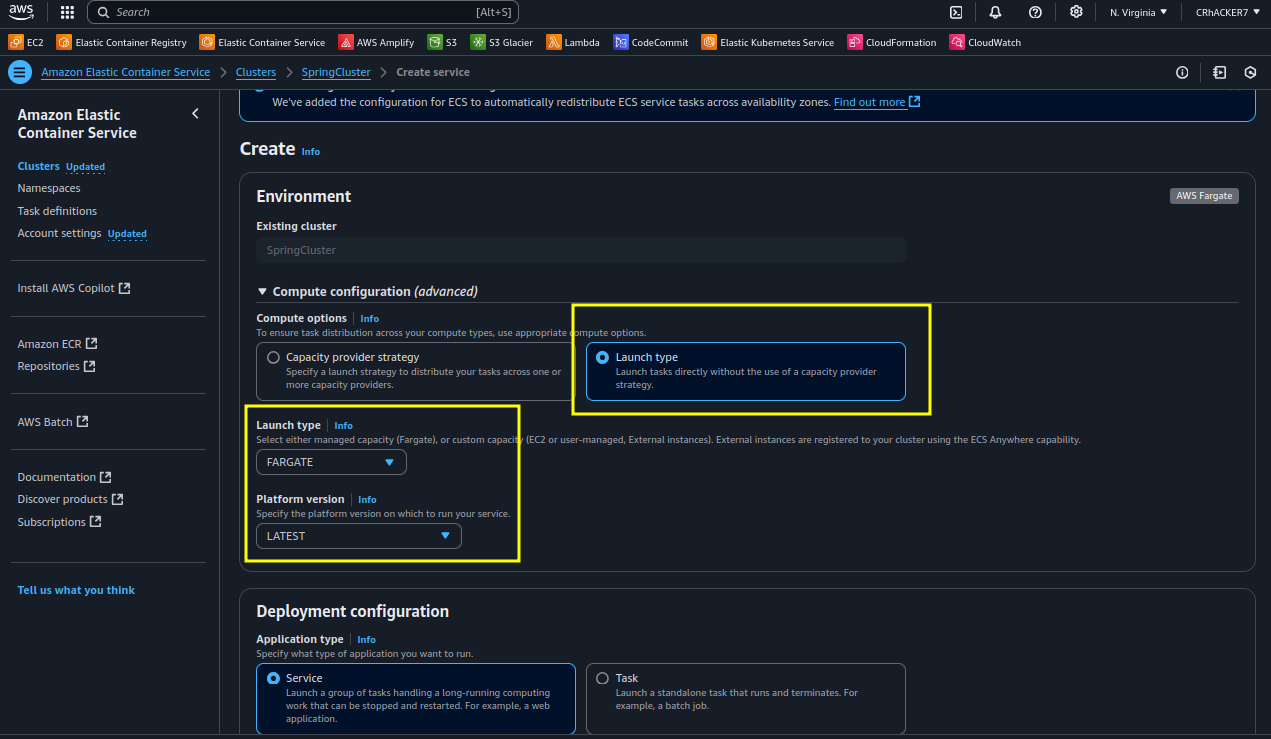 aws
Search [Alt+S]
N. Virginia
CRhACKER7
EC2 Elastic Container Registry Elastic Container Service AWS Amplify S3 S3 Glacier Lambda CodeCommit Elastic Kubernetes Service CloudFormation CloudWatch
Amazon Elastic Container Service > Clusters > SpringCluster > Create service
Amazon Elastic
Container Service
Clusters Updated
Namespaces
Task definitions
Account settings Updated
Install AWS Copilot
Amazon ECR
Repositories
AWS Batch
Documentation
Discover products
Subscriptions
Tell us what you think
We've added the configuration for ECS to automatically redistribute ECS service tasks across availability zones. Find out more
Create Info
Environment
AWS Fargate
Existing cluster
SpringCluster
Compute configuration (advanced)
Compute options Info
To ensure task distribution across your compute types, use appropriate compute options.
Capacity provider strategy
Specify a launch strategy to distribute your tasks across one or
more capacity providers.
Launch type
Launch tasks directly without the use of a capacity provider
strategy.
Launch type Info
Select either managed capacity (Fargate), or custom capacity (EC2 or user-managed, External instances). External instances are registered to your cluster using the ECS Anywhere capability.
FARGATE
Platform version Info
Specify the platform version on which to run your service.
LATEST
Deployment configuration
Application type Info
Specify what type of application you want to run.
Service
Launch a group of tasks handling a long-running computing
work that can be stopped and restarted. For example, a web
application.
Task
Launch a standalone task that runs and terminates. For
example, a batch job.